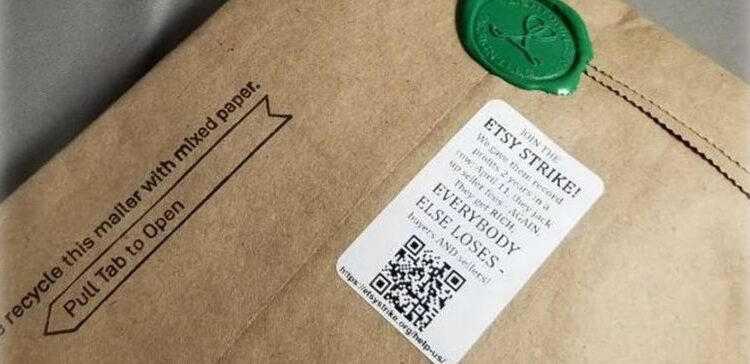 recycle this mailer with mixed paper.
Pull Tab to Open
JOIN THE
ETSY STRIKE!
We gave them record
profits 2 years in a
row: April 11, they jack
up seller fees - AGAIN.
They get RICH,
EVERYBODY
ELSE LOSES -
buyers AND sellers!
https://etsystrike.org/help-us/